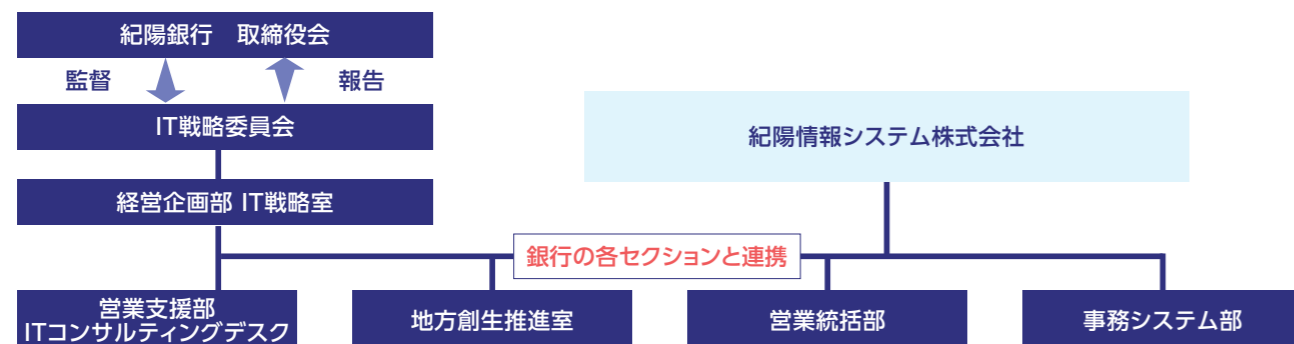 紀陽銀行　取締役会
監督
報告
IT戦略委員会
紀陽情報システム株式会社
経営企画部 IT戦略室
銀行の各セクションと連携
営業支援部
ITコンサルティングデスク
地方創生推進室
営業統括部
事務システム部